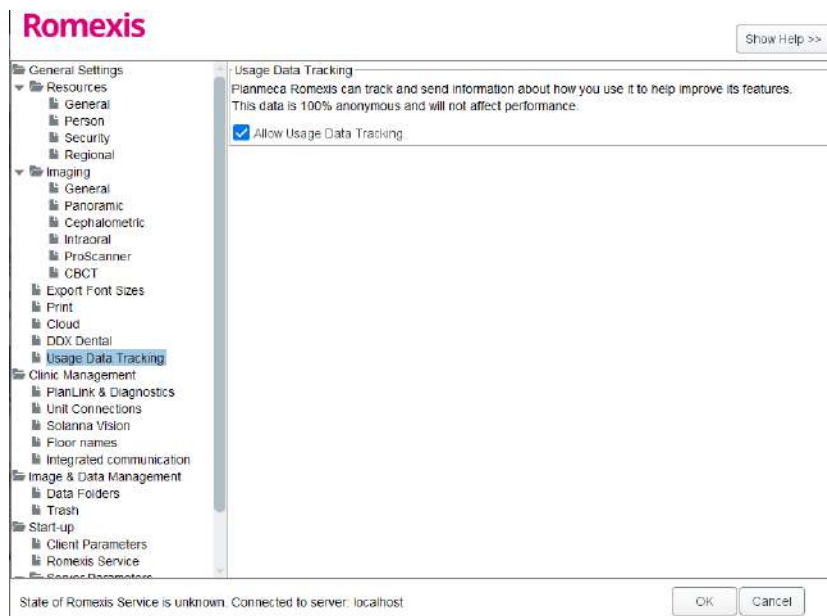 Romexis
Show Help >>
General Settings
Resources
General
Person
Security
Regional
Imaging
General
Panoramic
Cephalometric
Intraoral
ProScanner
CBCT
Export Font Sizes
Print
Cloud
DDX Dental
Usage Data Tracking
Clinic Management
PlanLink & Diagnostics
Unit Connections
Solanna Vision
Floor names
Integrated communication
Image & Data Management
Data Folders
Trash
Start-up
Client Parameters
Romexis Service
Server Parameters
Usage Data Tracking
Planmeca Romexis can track and send information about how you use it to help improve its features.
This data is 100% anonymous and will not affect performance.
Allow Usage Data Tracking
State of Romexis Service is unknown. Connected to server: localhost
OK
Cancel